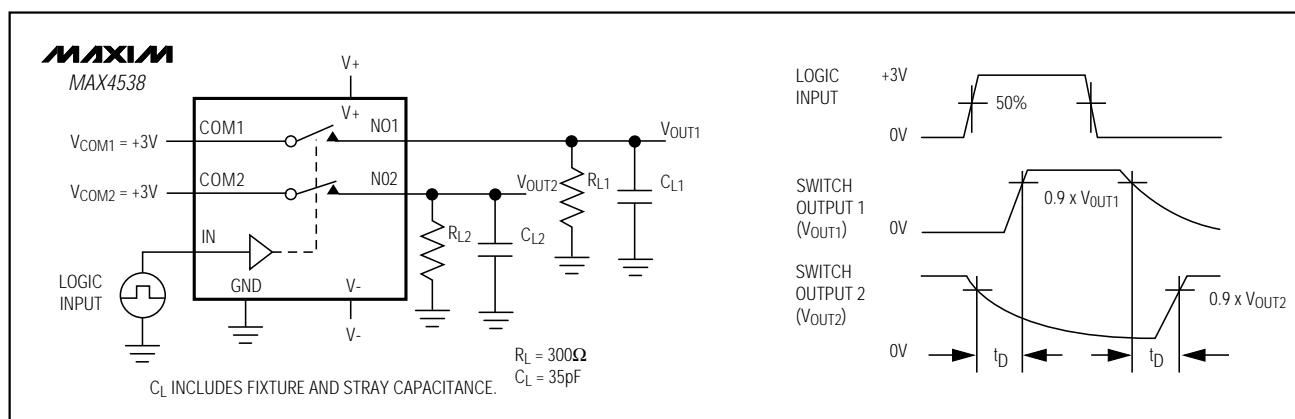 MAXIM
MAX4538
V+
V+
COM1
NO1
VCOM1 = +3V
VOUT1
COM2
N02
VCOM2 = +3V
VOUT2
RL1
CL1
RL2
CL2
IN
LOGIC
INPUT
GND
V-
V-
RL = 300Ω
CL = 35pF
CL INCLUDES FIXTURE AND STRAY CAPACITANCE.
LOGIC
INPUT
+3V
50%
0V
SWITCH
OUTPUT 1
(VOUT1)
0.9 x V0UT1
0V
SWITCH
OUTPUT 2
(VOUT2)
0.9 x VOUT2
0V
tD
tD